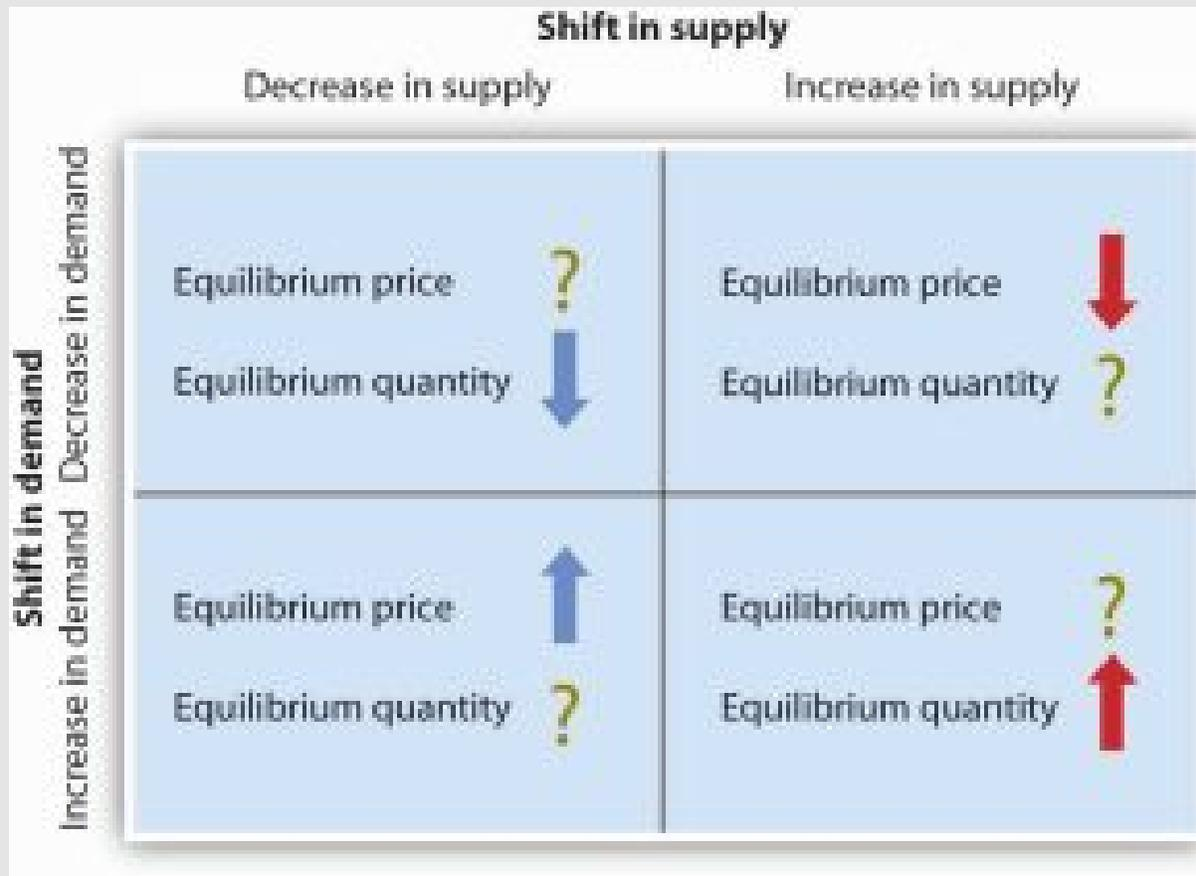 Shift in supply
Decrease in supply Increase in supply
Shift in demand
Decrease in demand
Equilibrium price ?
Equilibrium quantity
Equilibrium price
Equilibrium quantity ?
Increase in demand
Equilibrium price
Equilibrium quantity ?
Equilibrium price ?
Equilibrium quantity